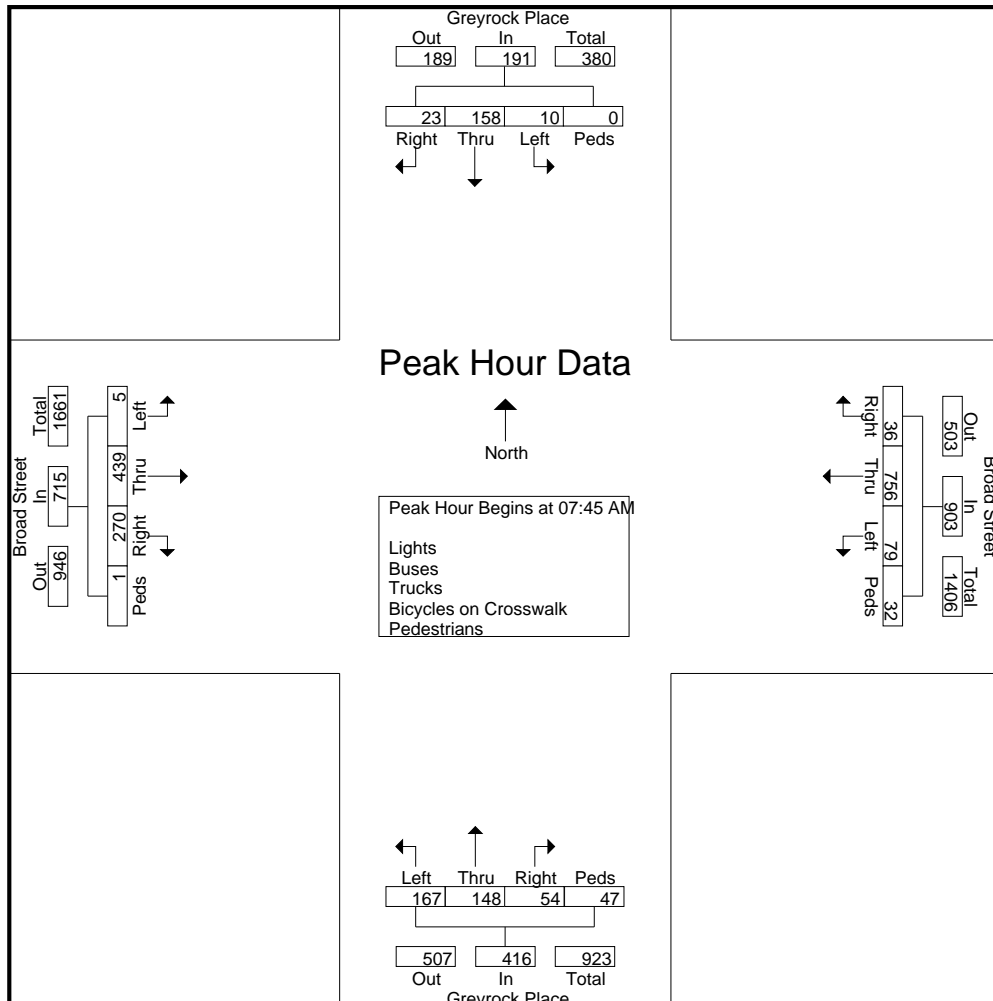 Greyrock Place
Out In Total
189 191 380
23 158 10 0
Right Thru Left Peds
Peak Hour Data
North
Peak Hour Begins at 07:45 AM
Lights
Buses
Trucks
Bicycles on Crosswalk
Pedestrians
Broad Street
Out In Total
946 715 1661
1 270 439 5
Peds Right Thru Left
Broad Street
Out In Total
503 903 1406
36 756 79 32
Right Thru Left Peds
Left Thru Right Peds
167 148 54 47
507 416 923
Out In Total
Greyrock Place